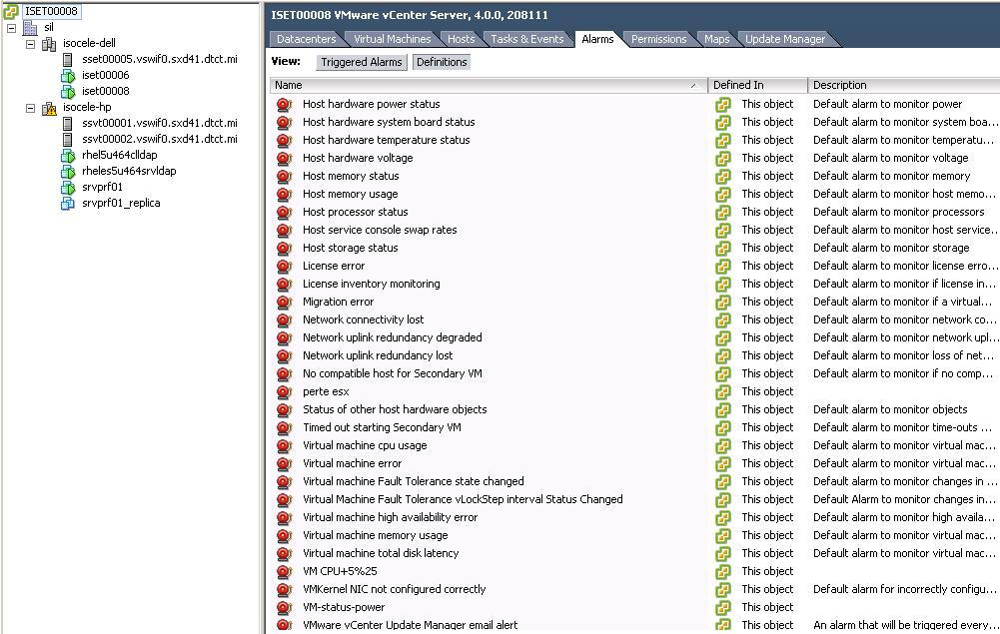 ISET00008
sil
isocele-dell
sset00005.vswif0.sxd41.dtct.mi
iset00006
iset00008
isocele-hp
ssvt00001.vswif0.sxd41.dtct.mi
ssvt00002.vswif0.sxd41.dtct.mi
rhel5u464clldap
rheles5u464srvldap
srvprf01
srvprf01_replica
ISET00008 VMware vCenter Server, 4.0.0, 208111
Datacenters Virtual Machines Hosts Tasks & Events Alarms Permissions Maps Update Manager
View: Triggered Alarms Definitions
Name Defined In Description
Host hardware power status This object Default alarm to monitor power
Host hardware system board status This object Default alarm to monitor system boa...
Host hardware temperature status This object Default alarm to monitor temperatu...
Host hardware voltage This object Default alarm to monitor voltage
Host memory status This object Default alarm to monitor memory
Host memory usage This object Default alarm to monitor host memo...
Host processor status This object Default alarm to monitor processors
Host service console swap rates This object Default alarm to monitor host service...
Host storage status This object Default alarm to monitor storage
License error This object Default alarm to monitor license erro...
License inventory monitoring This object Default alarm to monitor if license in...
Migration error This object Default alarm to monitor if a virtual...
Network connectivity lost This object Default alarm to monitor network co...
Network uplink redundancy degraded This object Default alarm to monitor network upl...
Network uplink redundancy lost This object Default alarm to monitor loss of net...
No compatible host for Secondary VM This object Default alarm to monitor if no comp...
perte esx This object
Status of other host hardware objects This object Default alarm to monitor objects
Timed out starting Secondary VM This object Default alarm to monitor time-outs ...
Virtual machine cpu usage This object Default alarm to monitor virtual mac...
Virtual machine error This object Default alarm to monitor virtual mac...
Virtual machine Fault Tolerance state changed This object Default alarm to monitor changes in ...
Virtual Machine Fault Tolerance vLockStep interval Status Changed This object Default Alarm to monitor changes in...
Virtual machine high availability error This object Default alarm to monitor high availa...
Virtual machine memory usage This object Default alarm to monitor virtual mac...
Virtual machine total disk latency This object Default alarm to monitor virtual mac...
VM CPU+5%25 This object
VMKernel NIC not configured correctly This object Default alarm for incorrectly configu...
VM-status-power This object
VMware vCenter Update Manager email alert This object An alarm that will be triggered every...